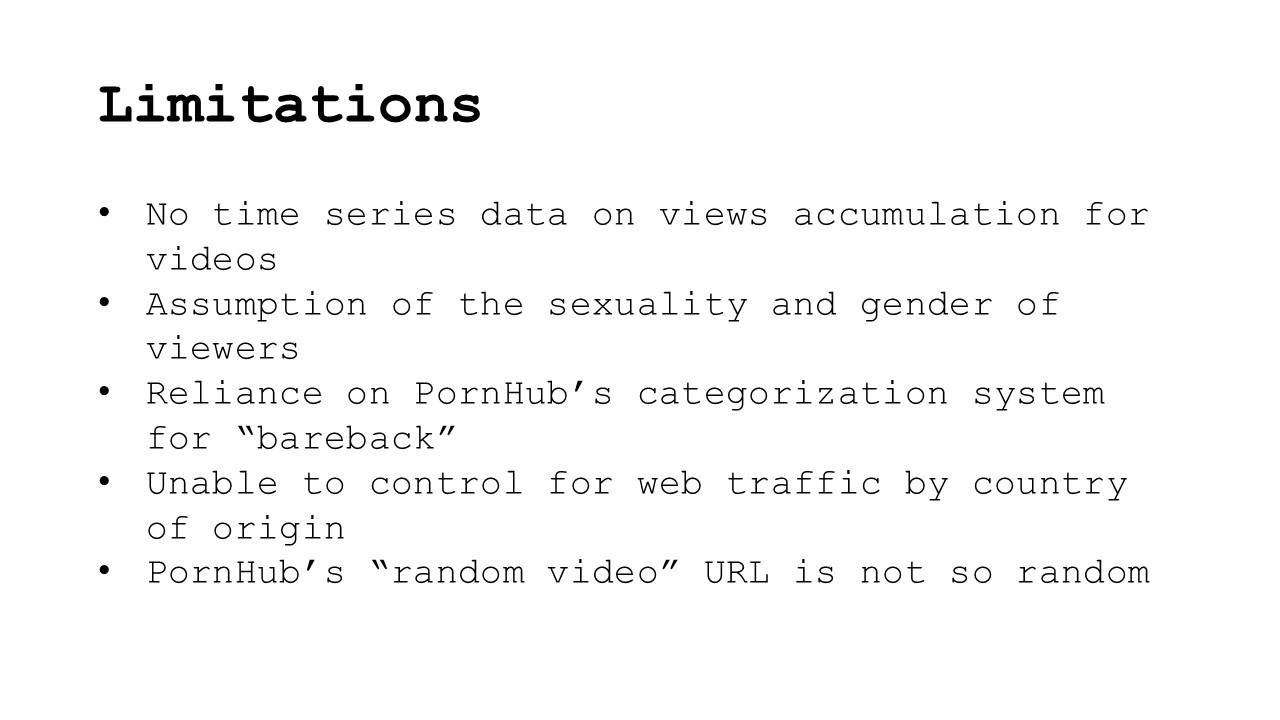 Limitations
• No time series data on views accumulation for
videos
• Assumption of the sexuality and gender of
viewers
• Reliance on PornHub’s categorization system
for “bareback”
• Unable to control for web traffic by country
of origin
• PornHub’s “random video” URL is not so random